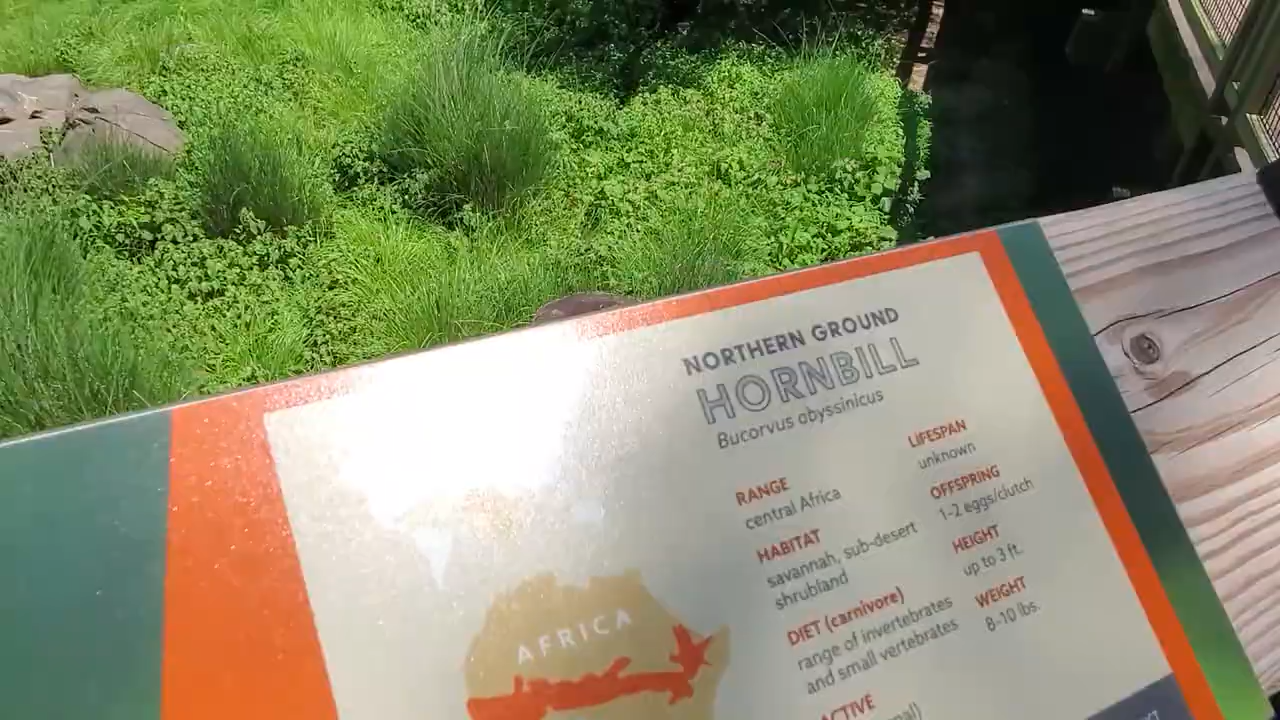 NORTHERN GROUND
HORNBILL
Bucorvus abyssinicus
RANGE
central Africa
HABITAT
savannah, sub-desert
shrubland
DIET (carnivore)
range of invertebrates
and small vertebrates
ACTIVE
LIFESPAN
unknown
OFFSPRING
1-2 eggs/clutch
HEIGHT
up to 3 ft.
WEIGHT
8-10 lbs.
AFRICA